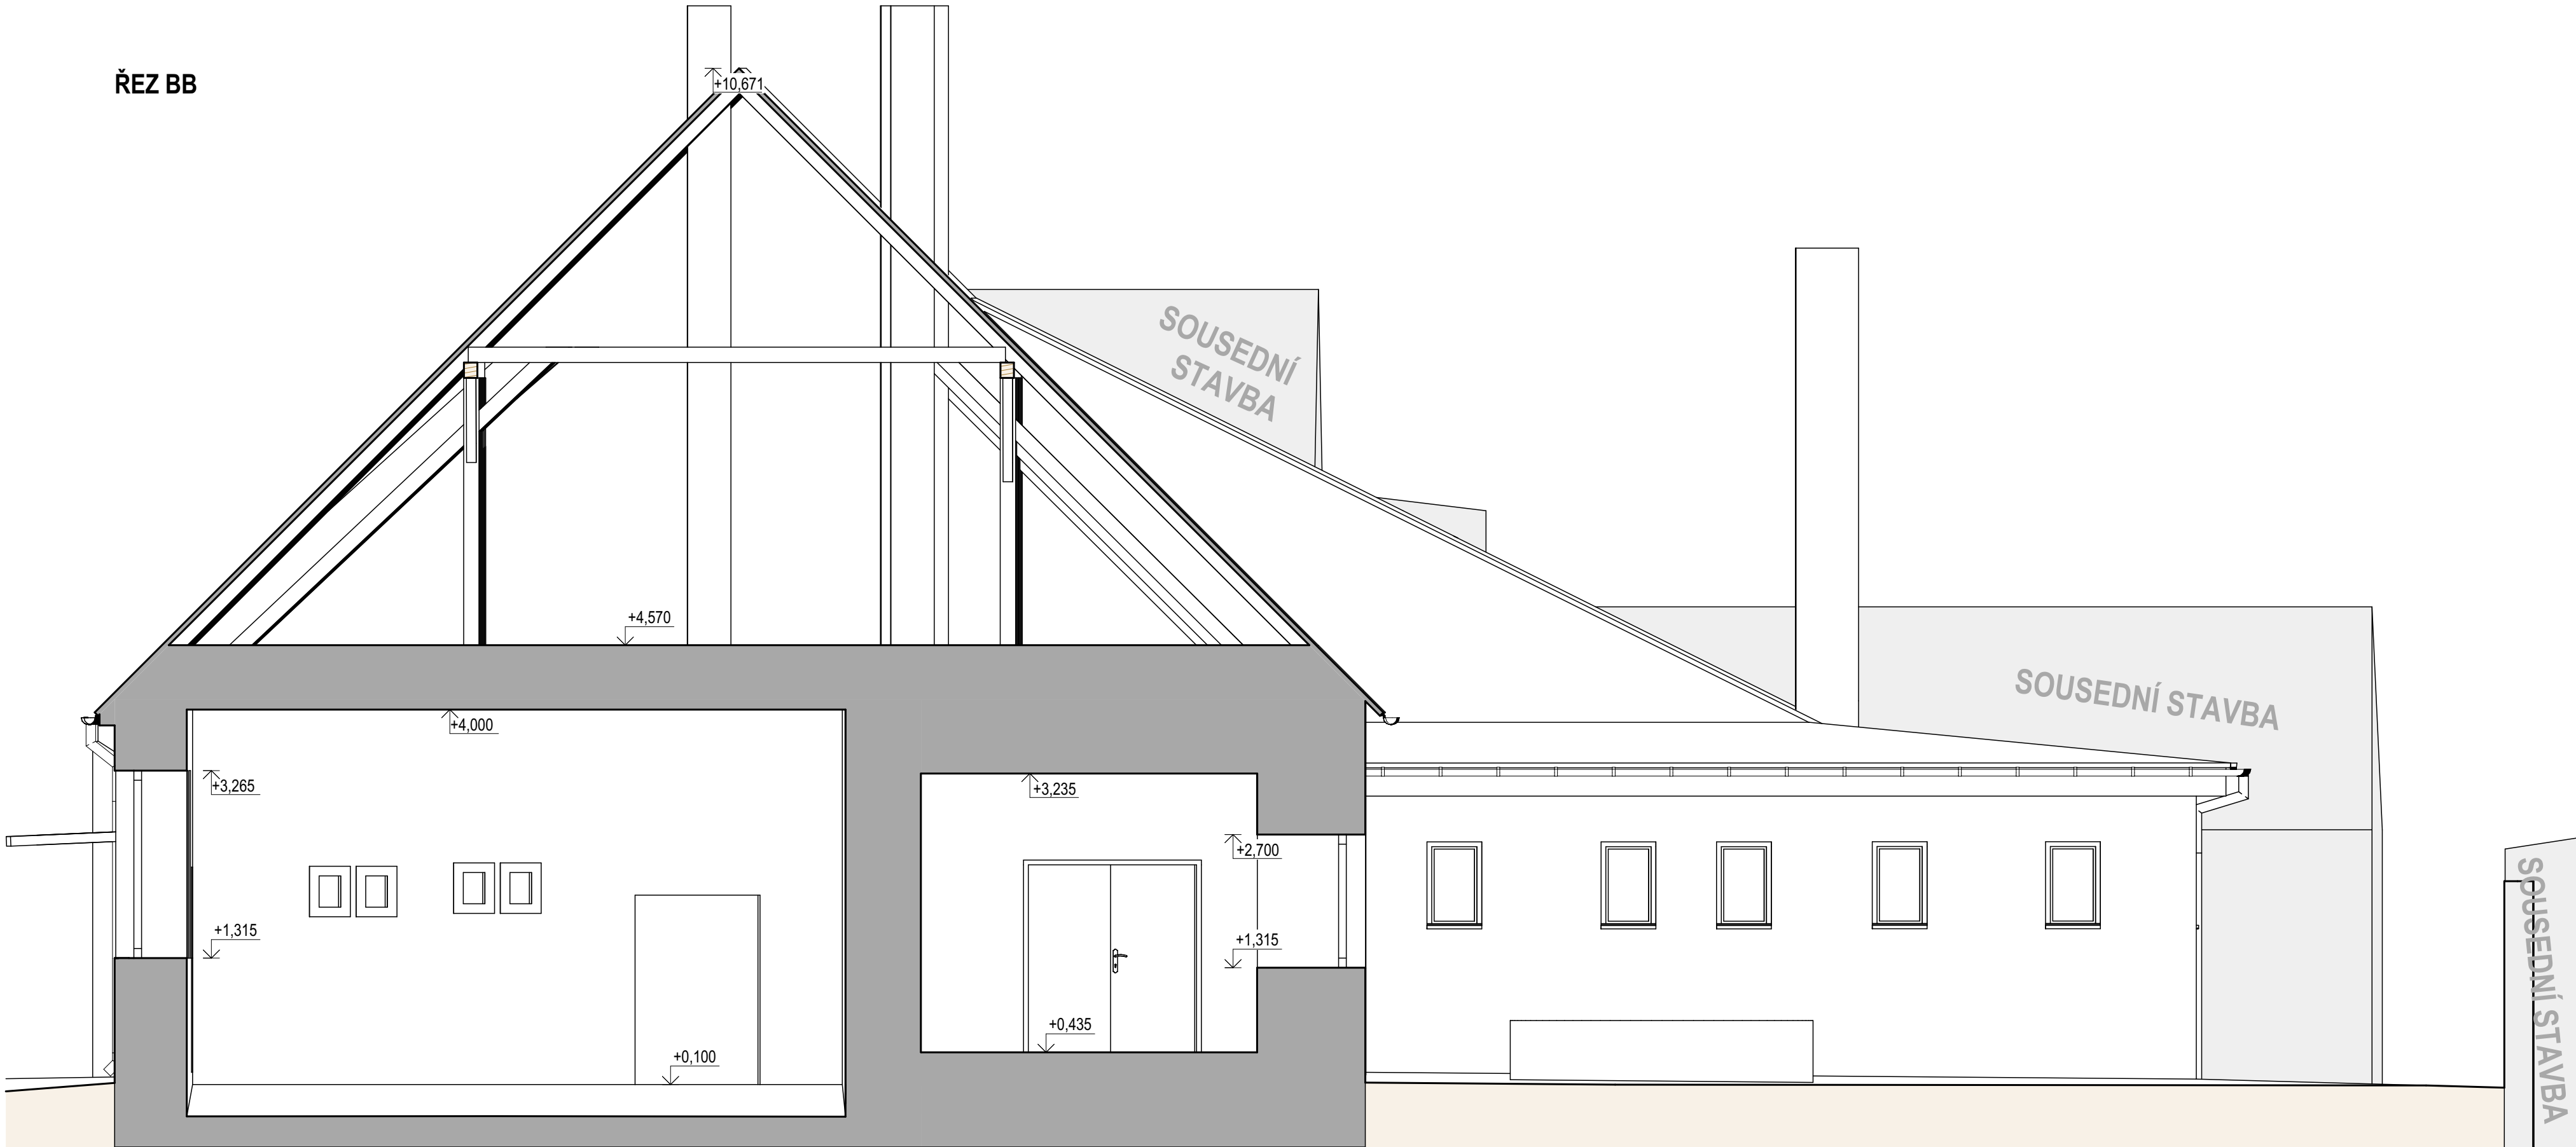 ŘEZ BB
+10,671
SOUSEDNÍ
STAVBA
+4,570
SOUSEDNÍ STAVBA
+4,000
+3,265
+3,235
+2,700
+1,315
+1,315
+0,435
+0,100
SOUSEDNÍ STAVBA